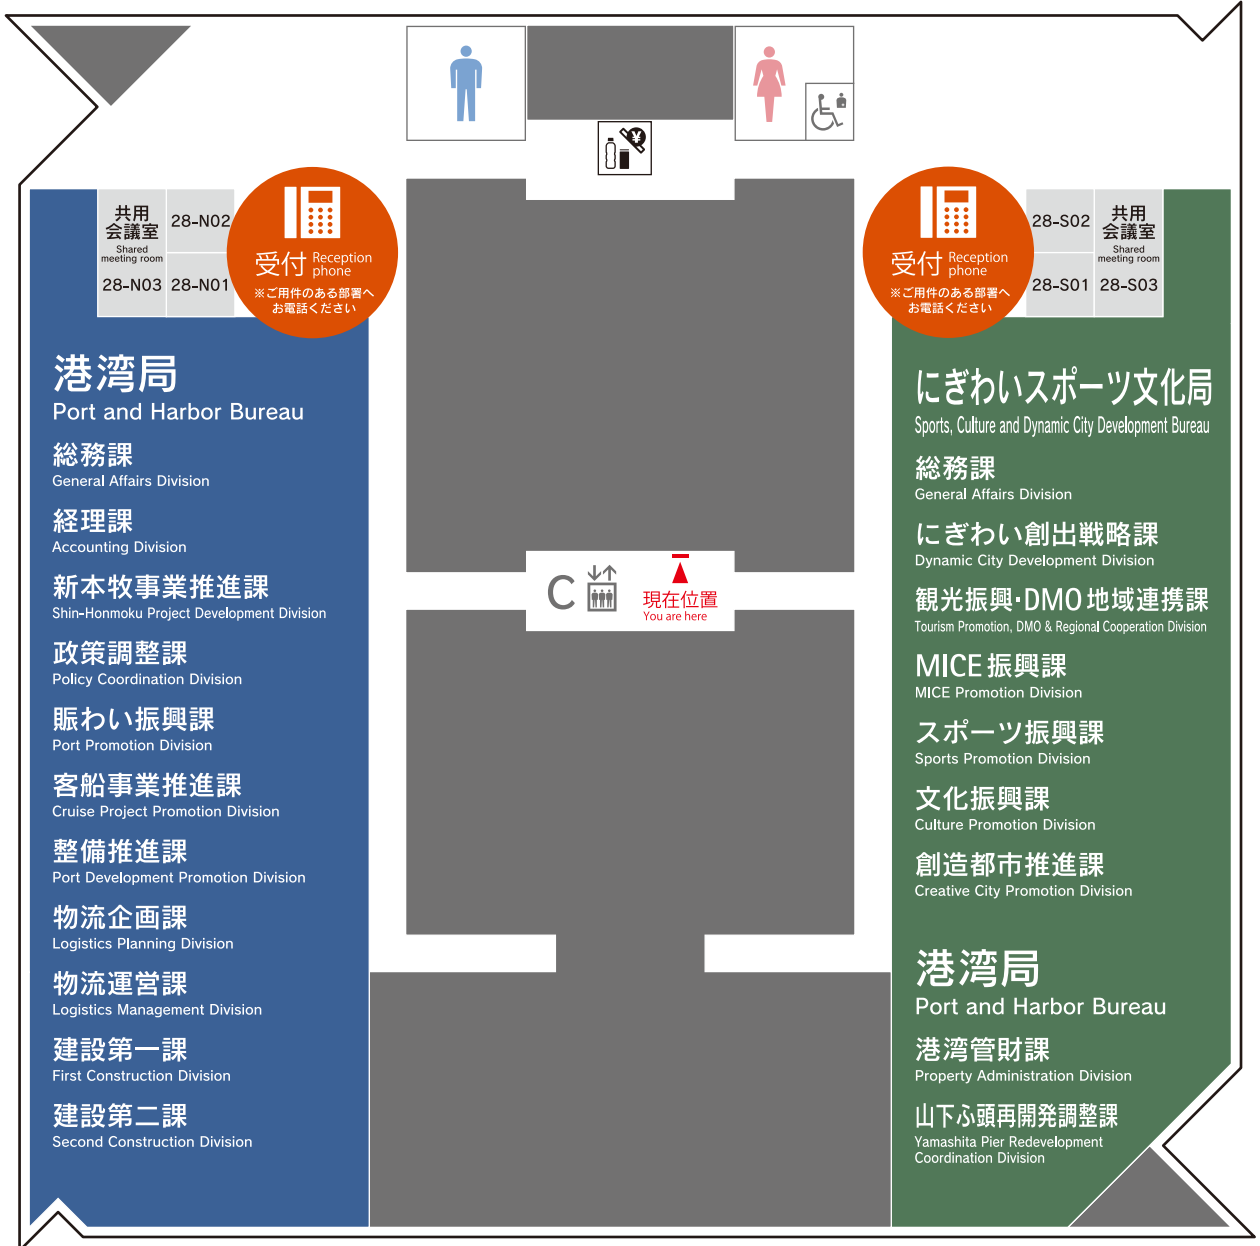 ¥
共用
会議室
Shared
meeting room
28-N03
28-N02
28-N01
受付 Reception phone
※ご用件のある部署へ
お電話ください
受付 Reception phone
※ご用件のある部署へ
お電話ください
28-S02
28-S01
共用
会議室
Shared
meeting room
28-S03
港湾局
Port and Harbor Bureau
総務課
General Affairs Division
経理課
Accounting Division
新本牧事業推進課
Shin-Honmoku Project Development Division
政策調整課
Policy Coordination Division
賑わい振興課
Port Promotion Division
客船事業推進課
Cruise Project Promotion Division
整備推進課
Port Development Promotion Division
物流企画課
Logistics Planning Division
物流運営課
Logistics Management Division
建設第一課
First Construction Division
建設第二課
Second Construction Division
C
現在位置
You are here
にぎわいスポーツ文化局
Sports, Culture and Dynamic City Development Bureau
総務課
General Affairs Division
にぎわい創出戦略課
Dynamic City Development Division
観光振興・DMO地域連携課
Tourism Promotion, DMO & Regional Cooperation Division
MICE振興課
MICE Promotion Division
スポーツ振興課
Sports Promotion Division
文化振興課
Culture Promotion Division
創造都市推進課
Creative City Promotion Division
港湾局
Port and Harbor Bureau
港湾管財課
Property Administration Division
山下ふ頭再開発調整課
Yamashita Pier Redevelopment
Coordination Division